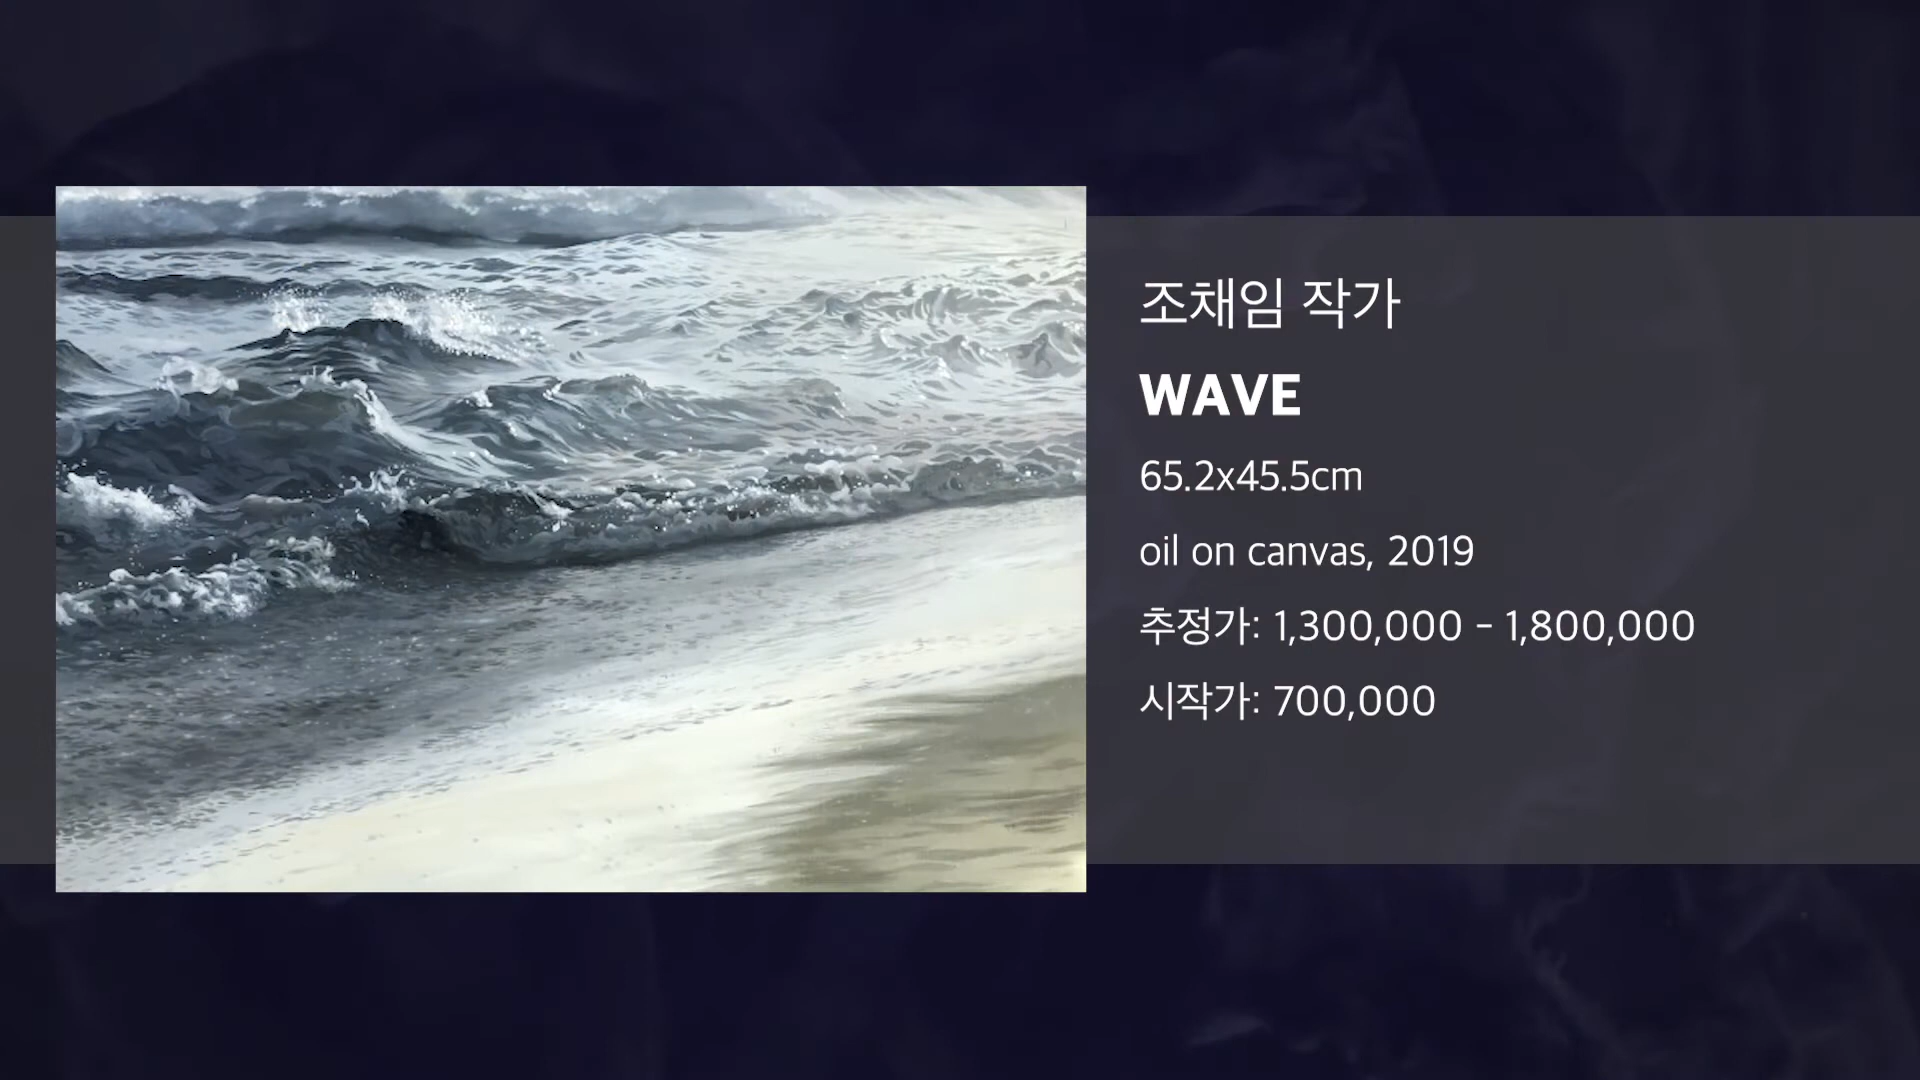 조채임 작가
WAVE
65.2x45.5cm
oil on canvas, 2019
추정가: 1,300,000 - 1,800,000
시작가: 700,000